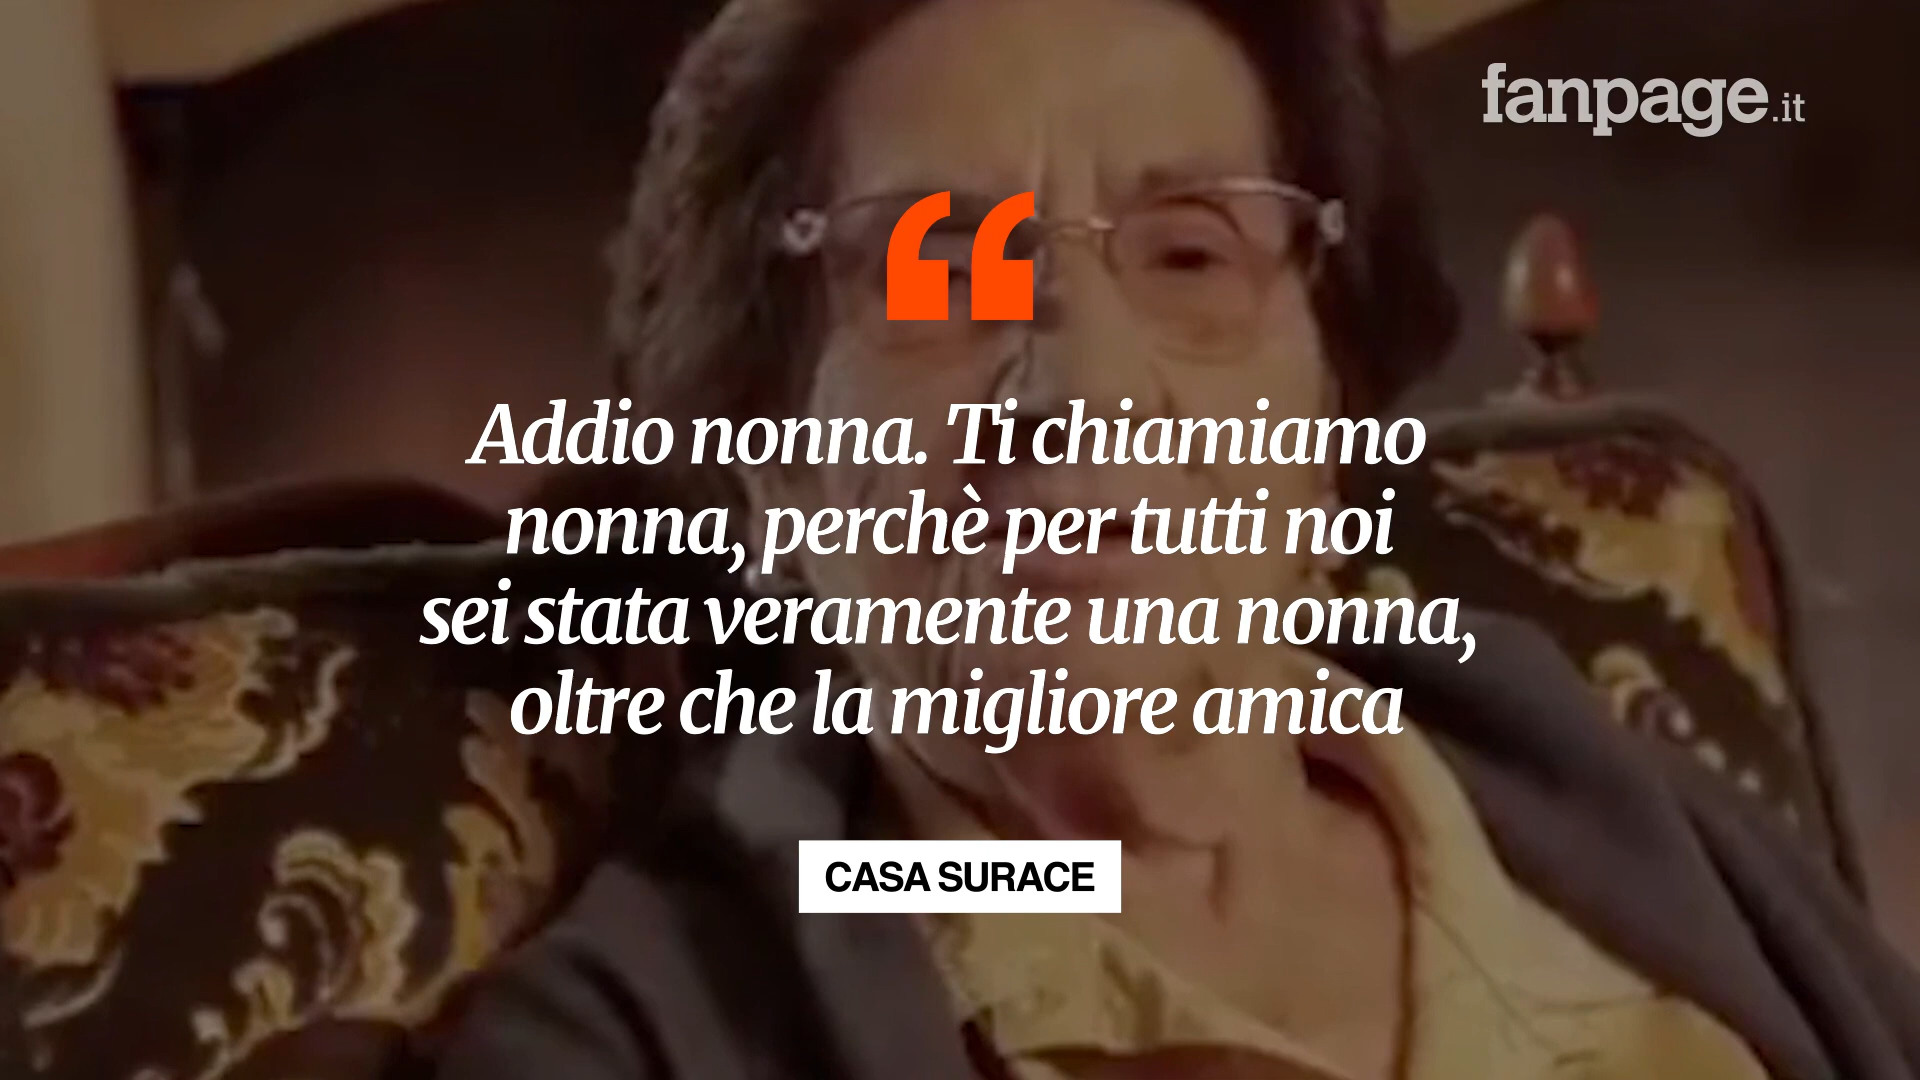 fanpage.it
“
Addio nonna. Ti chiamiamo
nonna, perchè per tutti noi
sei stata veramente una nonna,
oltre che la migliore amica
CASA SURACE